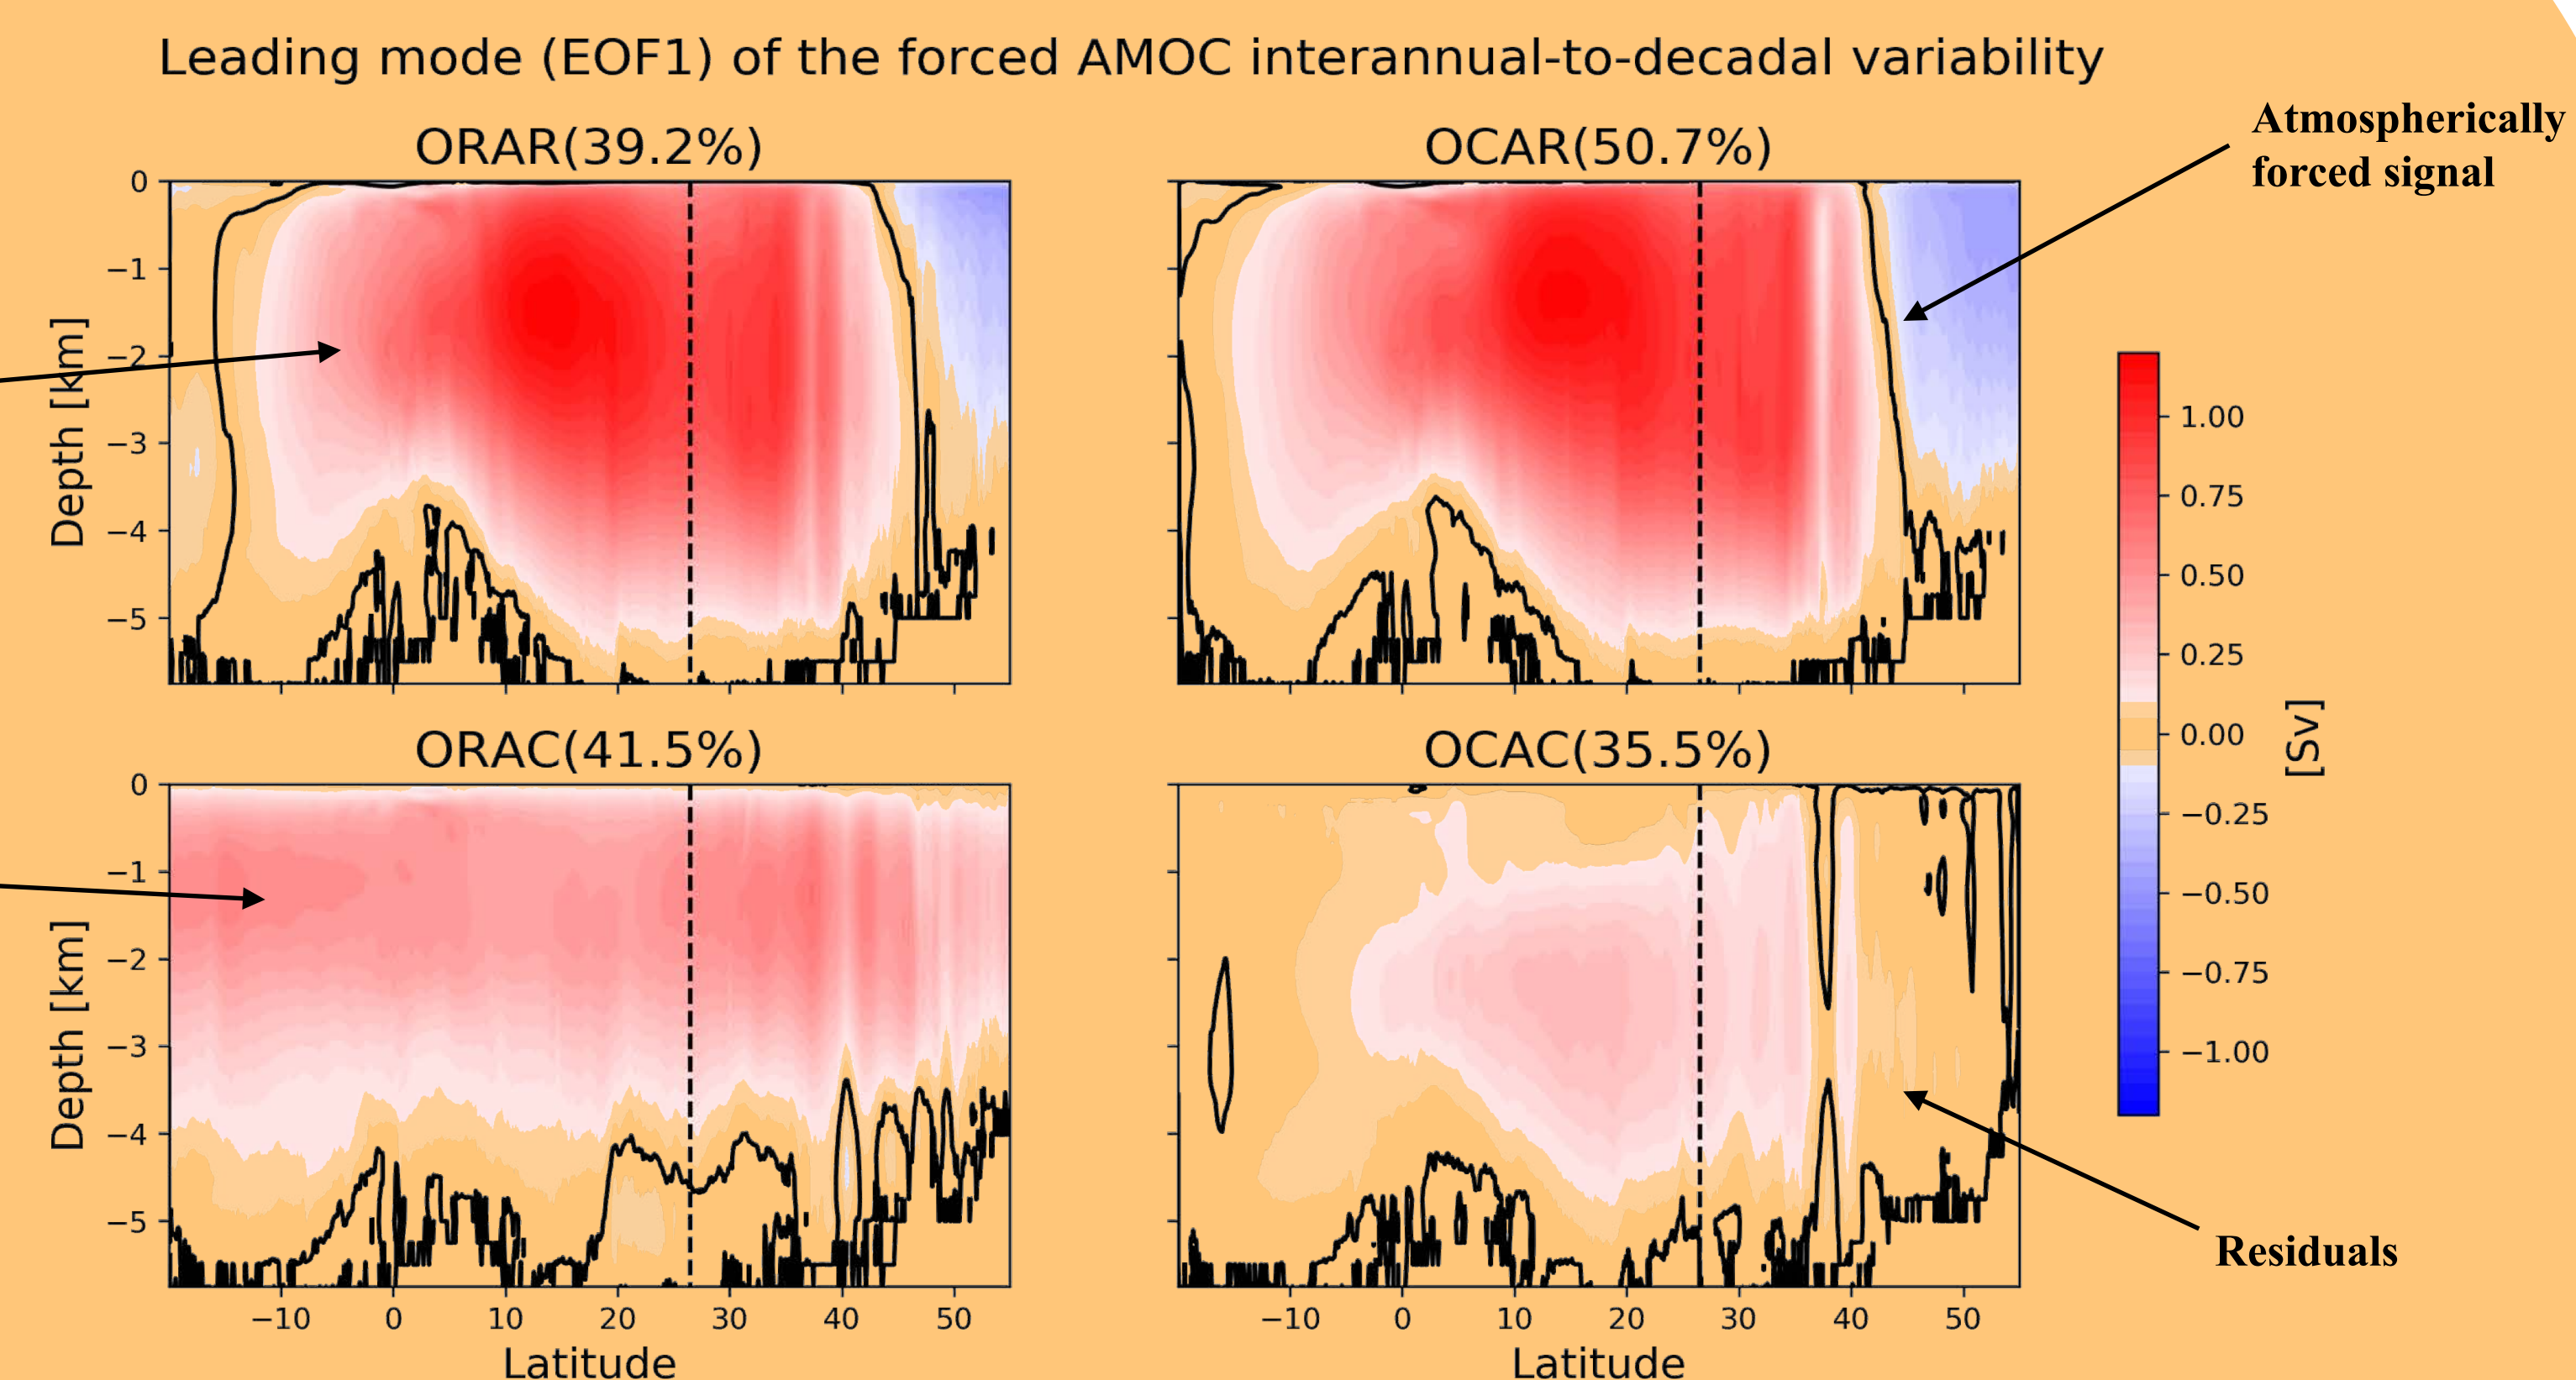 Leading mode (EOF1) of the forced AMOC interannual-to-decadal variability
Atmospherically
forced signal
ORAR(39.2%)
OCAR(50.7%)
0
−1
−2
−3
−4
−5
Depth [km]
1.00
0.75
0.50
0.25
0.00
−0.25
−0.50
−0.75
−1.00
[Sv]
ORAC(41.5%)
OCAC(35.5%)
0
−1
−2
−3
−4
−5
Depth [km]
Residuals
−10 0 10 20 30 40 50
−10 0 10 20 30 40 50
Latitude
Latitude